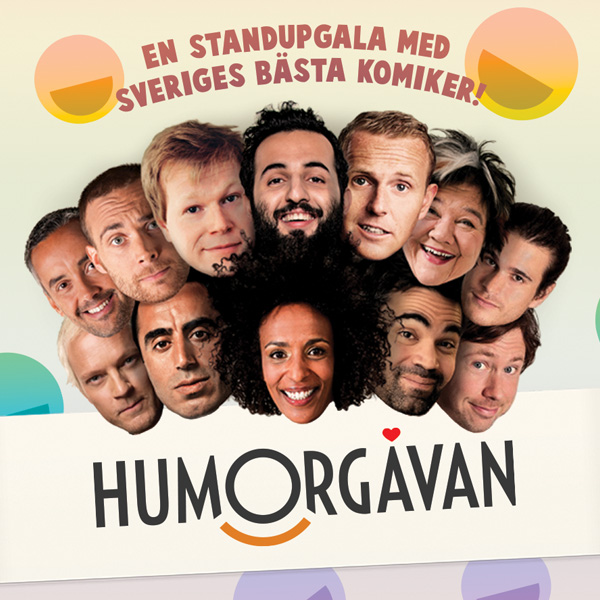 EN STANDUPGALA MED
SVERIGES BÄSTA KOMIKER!
HUMORGÅVAN